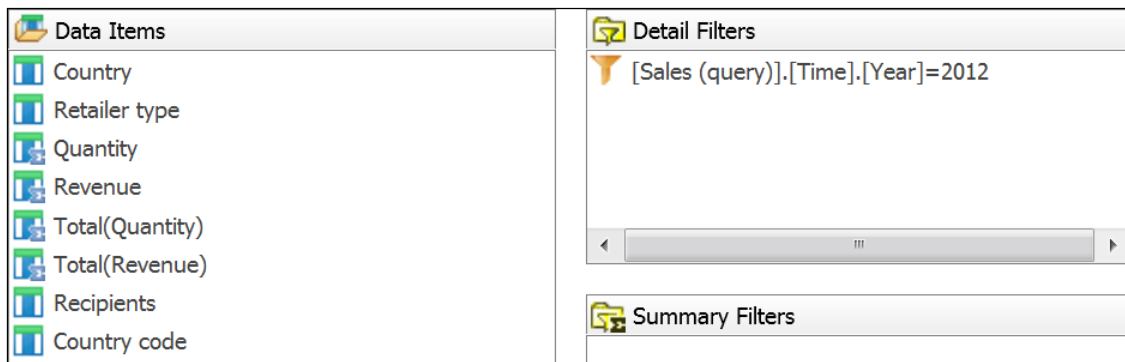 Data Items
Country
Retailer type
Quantity
Revenue
Total(Quantity)
Total(Revenue)
Recipients
Country code
Detail Filters
[Sales (query)].[Time].[Year]=2012
Summary Filters